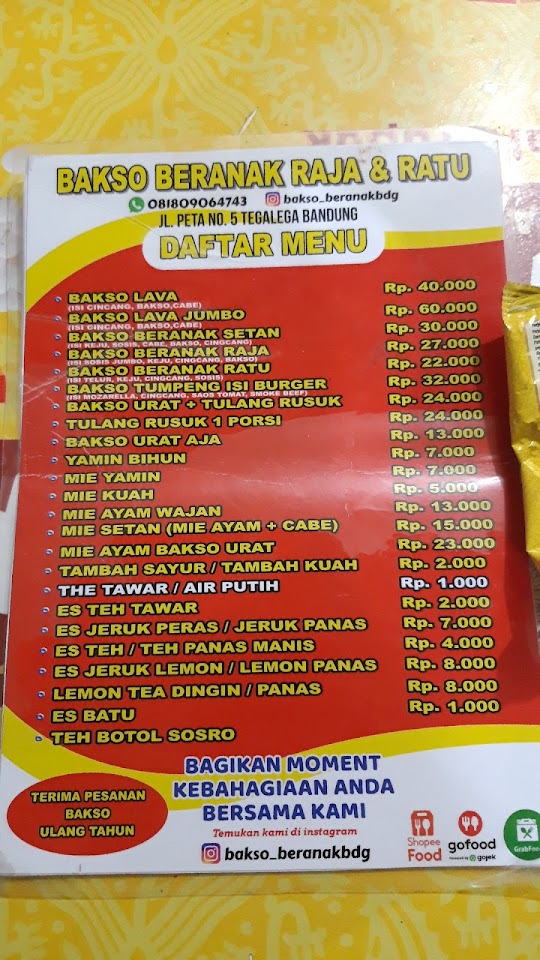 BAKSO BERANAK RAJA & RATU
081809064743 bakso_beranakbdg
JL. PETA NO. 5 TEGALEGA BANDUNG
DAFTAR MENU
BAKSO LAVA Rp. 40.000
(ISI CINCANG, BAKSO,CABE)
BAKSO LAVA JUMBO Rp. 60.000
(ISI CINCANG, BAKSO,CABE)
BAKSO BERANAK SETAN Rp. 30.000
(ISI KEJU, SOSIS, CABE, BAKSO, CINGCANG)
BAKSO BERANAK RAJA Rp. 27.000
(ISI SOSIS JUMBO, KEJU, CINGCANG, BAKSO)
BAKSO BERANAK RATU Rp. 22.000
(ISI TELUR, KEJU, CINGCANG, SOSIS)
BAKSO TUMPENG ISI BURGER Rp. 32.000
(ISI MOZARELLA, CINGCANG, SAOS TOMAT, SMOKE BEEF)
BAKSO URAT + TULANG RUSUK Rp. 24.000
TULANG RUSUK 1 PORSI Rp. 24.000
BAKSO URAT AJA Rp. 13.000
YAMIN BIHUN Rp. 7.000
MIE YAMIN Rp. 7.000
MIE KUAH Rp. 5.000
MIE AYAM WAJAN Rp. 13.000
MIE SETAN (MIE AYAM + CABE) Rp. 15.000
MIE AYAM BAKSO URAT Rp. 23.000
TAMBAH SAYUR / TAMBAH KUAH Rp. 2.000
THE TAWAR / AIR PUTIH Rp. 1.000
ES TEH TAWAR Rp. 2.000
ES JERUK PERAS / JERUK PANAS Rp. 7.000
ES TEH / TEH PANAS MANIS Rp. 4.000
ES JERUK LEMON / LEMON PANAS Rp. 8.000
LEMON TEA DINGIN / PANAS Rp. 8.000
ES BATU Rp. 1.000
TEH BOTOL SOSRO
TERIMA PESANAN
BAKSO
ULANG TAHUN
BAGIKAN MOMENT
KEBAHAGIAAN ANDA
BERSAMA KAMI
Temukan kami di instagram
bakso_beranakbdg
Shopee
Food
gofood
Powered by gojek
GrabFood